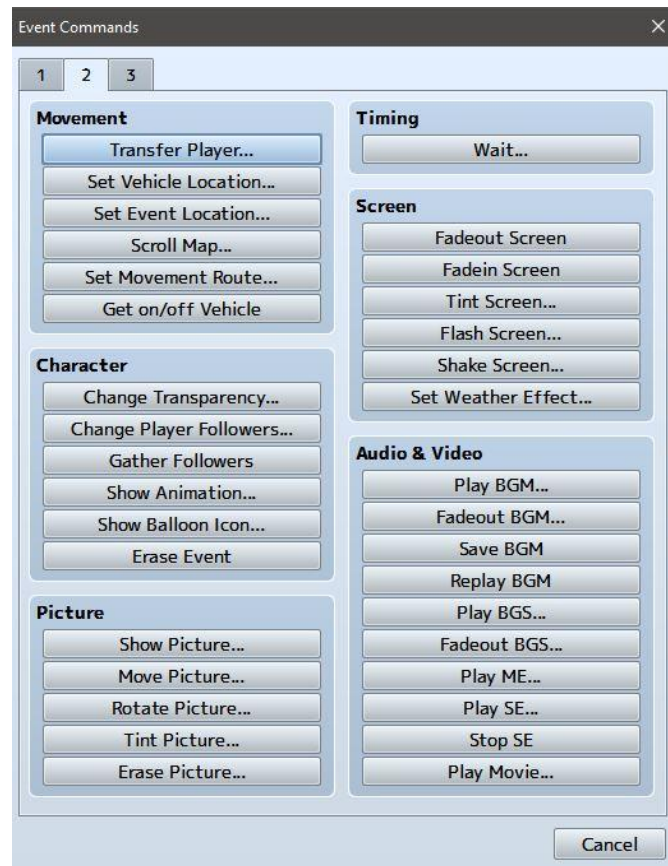 Event Commands
1 2 3
Movement
Transfer Player...
Set Vehicle Location...
Set Event Location...
Scroll Map...
Set Movement Route...
Get on/off Vehicle
Character
Change Transparency...
Change Player Followers...
Gather Followers
Show Animation...
Show Balloon Icon...
Erase Event
Picture
Show Picture...
Move Picture...
Rotate Picture...
Tint Picture...
Erase Picture...
Timing
Wait...
Screen
Fadeout Screen
Fadein Screen
Tint Screen...
Flash Screen...
Shake Screen...
Set Weather Effect...
Audio & Video
Play BGM...
Fadeout BGM...
Save BGM
Replay BGM
Play BGS...
Fadeout BGS...
Play ME...
Play SE...
Stop SE
Play Movie...
Cancel